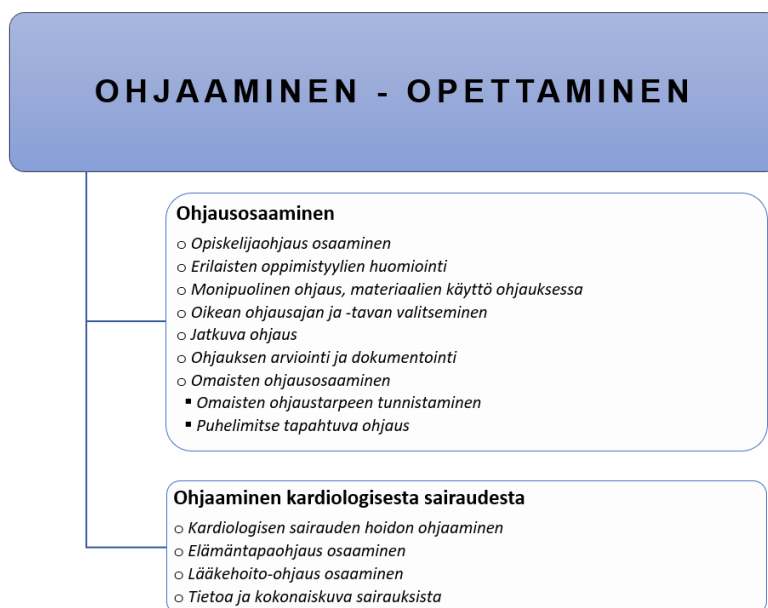 OHJAAMINEN - OPETTAMINEN
Ohjausosaaminen
o Opiskelijaohjaus osaaminen
o Erilaisten oppimistyylien huomiointi
o Monipuolinen ohjaus, materiaalien käyttö ohjauksessa
o Oikean ohjausajan ja -tavan valitseminen
o Jatkuva ohjaus
o Ohjauksen arviointi ja dokumentointi
o Omaisten ohjausosaaminen
▪ Omaisten ohjaustarpeen tunnistaminen
▪ Puhelimitse tapahtuva ohjaus
Ohjaaminen kardiologisesta sairaudesta
o Kardiologisen sairauden hoidon ohjaaminen
o Elämäntapaohjaus osaaminen
o Lääkehoito-ohjaus osaaminen
o Tietoa ja kokonaiskuva sairauksista